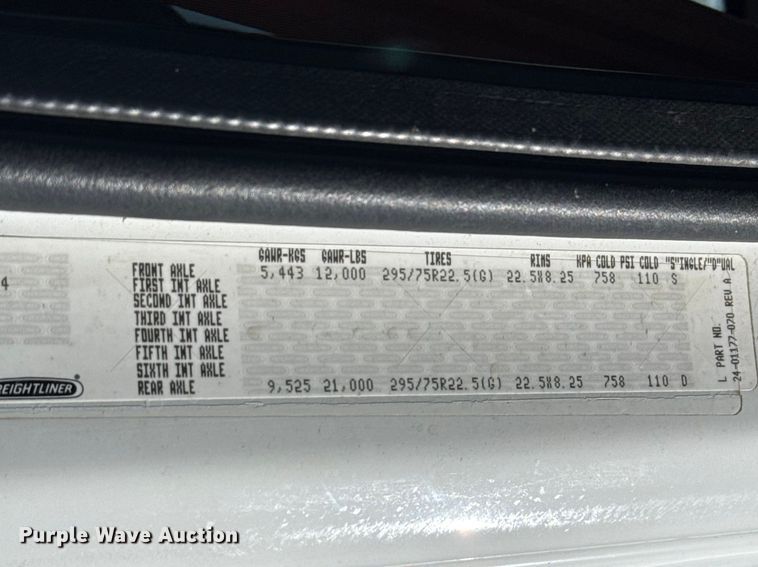 GAWR-KGS GAWR-LBS TIRES RIMS KPA COLD PSI COLD "S"INGLE/"D"UAL
FRONT AXLE 5,443 12,000 295/75R22.5(G) 22.5X8.25 758 110 S
FIRST INT AXLE
SECOND INT AXLE
THIRD INT AXLE
FOURTH INT AXLE
FIFTH INT AXLE
SIXTH INT AXLE
REAR AXLE 9,525 21,000 295/75R22.5(G) 22.5X8.25 758 110 D
4
REIGHTLINER
L PART NO.
24-01177-070 REV A
Purple Wave Auction